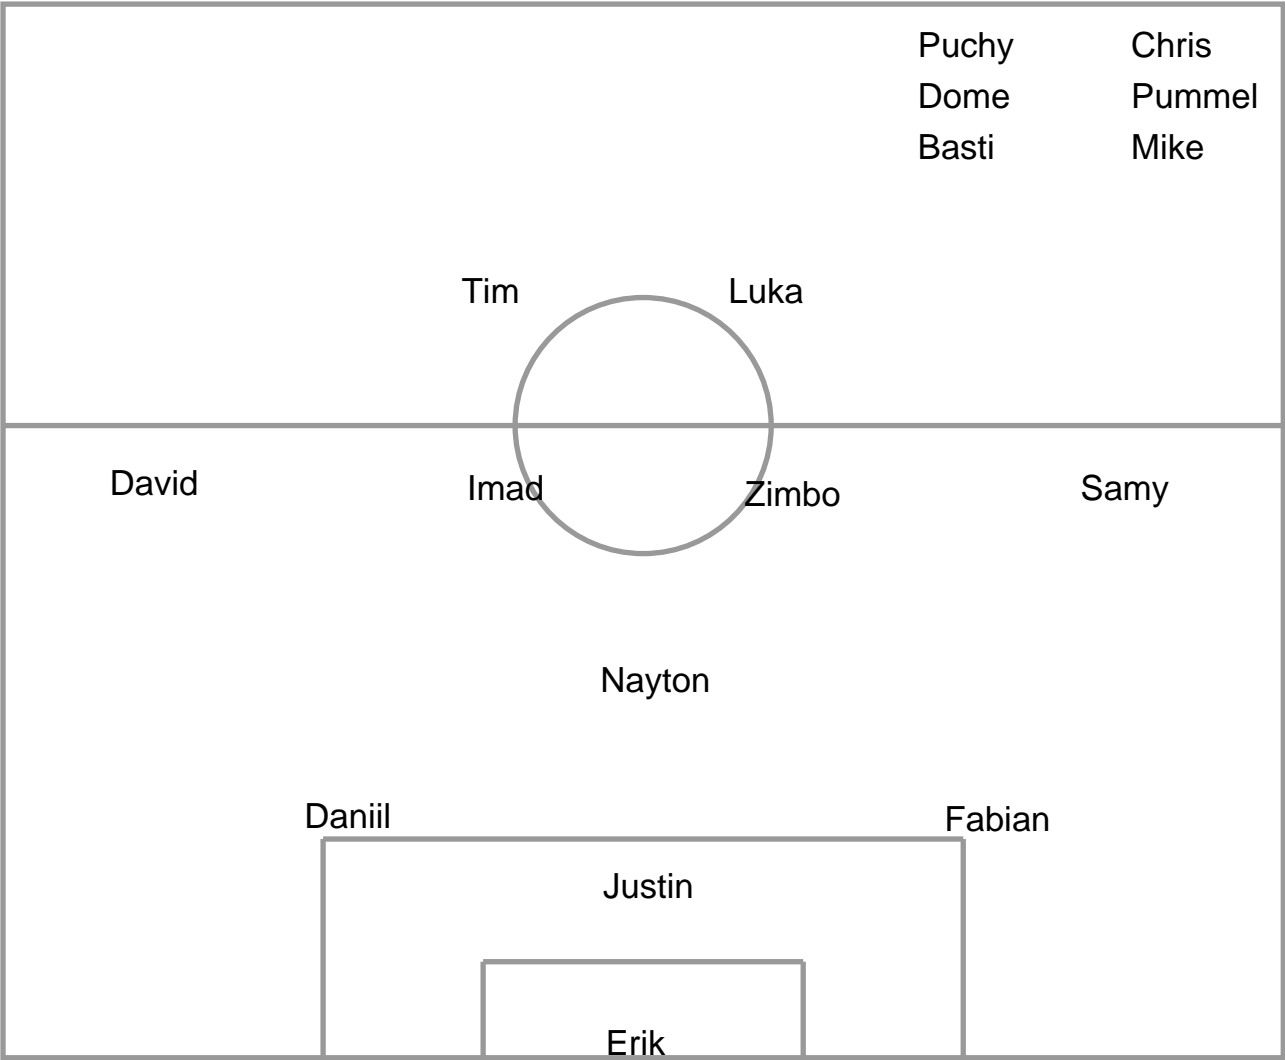 Puchy Chris
Dome Pummel
Basti Mike
Tim Luka
David Imad Zimbo Samy
Nayton
Daniil Fabian
Justin
Erik